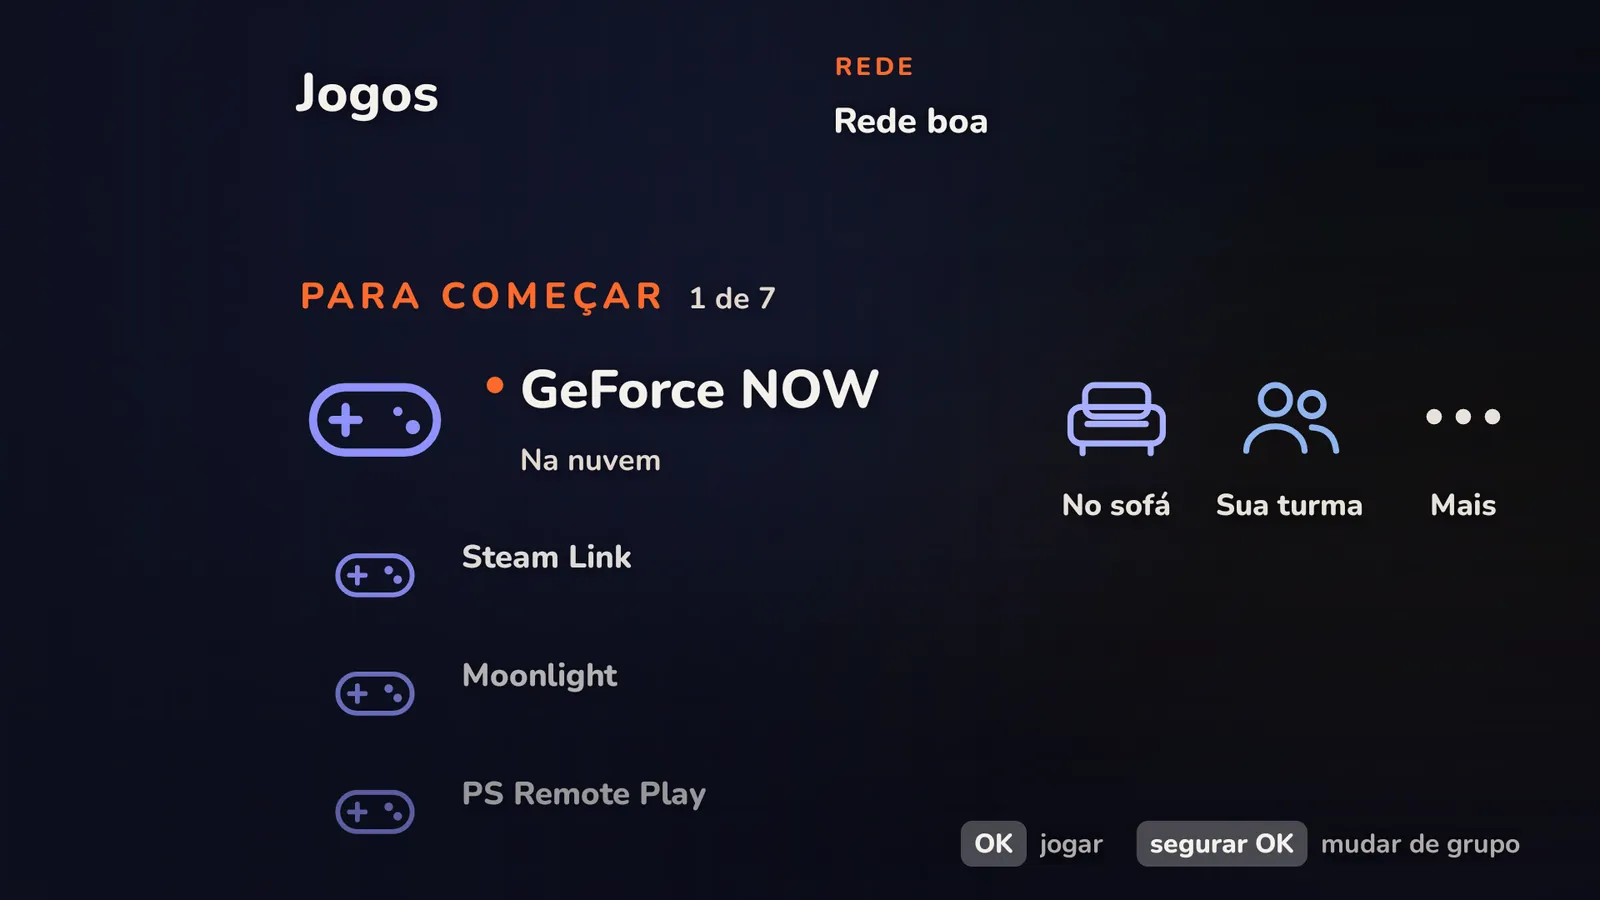 Jogos
REDE
Rede boa
PARA COMEÇAR 1 de 7
GeForce NOW
Na nuvem
Steam Link
Moonlight
PS Remote Play
No sofá
Sua turma
Mais
OK jogar segurar OK mudar de grupo